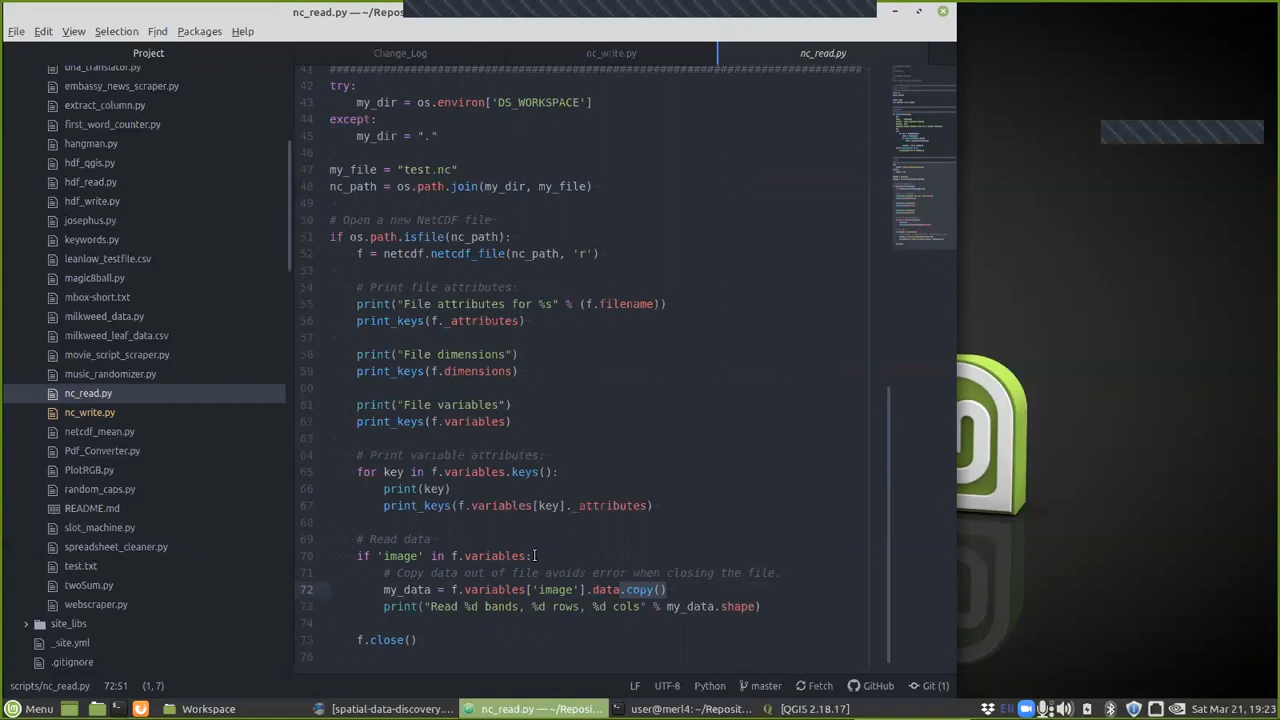 nc_read.py — ~/Repos
File Edit View Selection Find Packages Help
Project
Change_Log
nc_write.py
nc_read.py
dna_translator.py
embassy_news_scraper.py
extract_column.py
first_word_counter.py
hangman.py
hdf_qgis.py
hdf_read.py
hdf_write.py
josephus.py
keywords.py
leanlow_testfile.csv
magic8ball.py
mbox-short.txt
milkweed_data.py
milkweed_leaf_data.csv
movie_script_scraper.py
music_randomizer.py
nc_read.py
nc_write.py
netcdf_mean.py
Pdf_Converter.py
PlotRGB.py
random_caps.py
README.md
slot_machine.py
spreadsheet_cleaner.py
test.txt
twoSum.py
webscraper.py
site_libs
_site.yml
.gitignore
41 ################################################################################
42 try:
43 my_dir = os.environ['DS_WORKSPACE']
44 except:
45 my_dir = "."
46
47 my_file = "test.nc"
48 nc_path = os.path.join(my_dir, my_file)
49
50 # Open a new NetCDF file
51 if os.path.isfile(nc_path):
52 f = netcdf.netcdf_file(nc_path, 'r')
53
54 # Print file attributes:
55 print("File attributes for %s" % (f.filename))
56 print_keys(f._attributes)
57
58 print("File dimensions")
59 print_keys(f.dimensions)
60
61 print("File variables")
62 print_keys(f.variables)
63
64 # Print variable attributes:
65 for key in f.variables.keys():
66 print(key)
67 print_keys(f.variables[key]._attributes)
68
69 # Read data
70 if 'image' in f.variables:
71 # Copy data out of file avoids error when closing the file.
72 my_data = f.variables['image'].data.copy()
73 print("Read %d bands, %d rows, %d cols" % my_data.shape)
74
75 f.close()
76
scripts/nc_read.py 72:51 (1, 7) LF UTF-8 Python master Fetch GitHub Git (1)
Menu Workspace [spatial-data-discovery.... nc_read.py — ~/Reposi... user@merl4: ~/Reposi... [QGIS 2.18.17] EN Sat Mar 21, 19:23